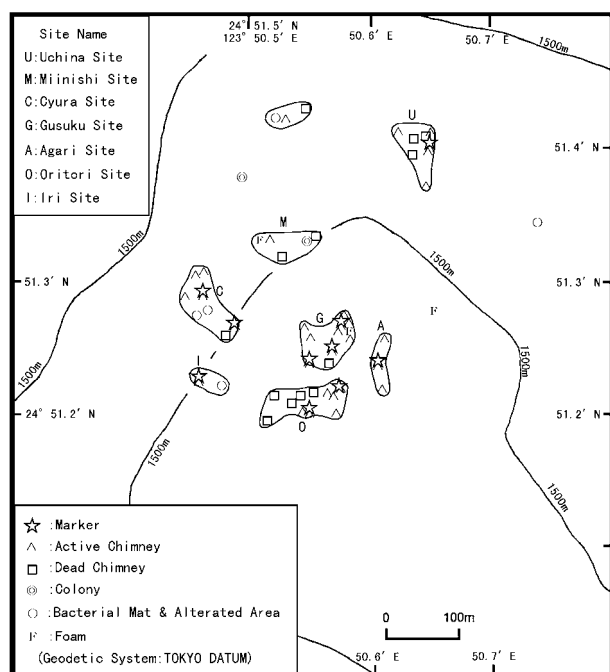 Site Name
U:Uchina Site
M:Miinishi Site
C:Cyura Site
G:Gusuku Site
A:Agari Site
O:Oritori Site
I:Iri Site
24° 51.5' N
123° 50.5' E
50.6' E
50.7' E
1500m
U
51.4' N
M
1500m
1500m
51.3' N
F
C
G
A
F
F
I
1500m
24° 51.2' N
51.2' N
O
1500m
1500m
:Marker
:Active Chimney
:Dead Chimney
:Colony
:Bacterial Mat & Alterated Area
F :Foam
(Geodetic System:TOKYO DATUM)
0 100m
50.6' E
50.7' E